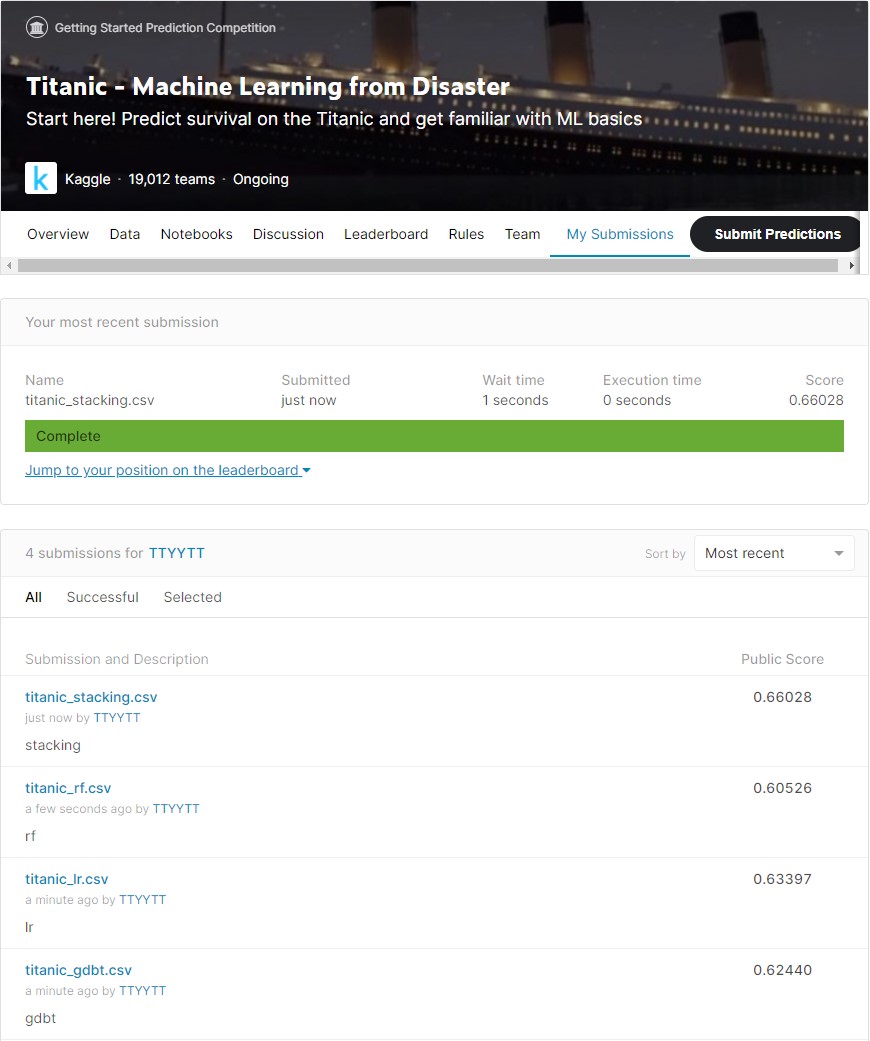 Getting Started Prediction Competition
Titanic - Machine Learning from Disaster
Start here! Predict survival on the Titanic and get familiar with ML basics
k Kaggle · 19,012 teams · Ongoing
Overview Data Notebooks Discussion Leaderboard Rules Team My Submissions Submit Predictions
Your most recent submission
Name Submitted Wait time Execution time Score
titanic_stacking.csv just now 1 seconds 0 seconds 0.66028
Complete
Jump to your position on the leaderboard
4 submissions for TTYYTT Sort by Most recent
All Successful Selected
Submission and Description Public Score
titanic_stacking.csv 0.66028
just now by TTYYTT
stacking
titanic_rf.csv 0.60526
a few seconds ago by TTYYTT
rf
titanic_lr.csv 0.63397
a minute ago by TTYYTT
lr
titanic_gdbt.csv 0.62440
a minute ago by TTYYTT
gdbt